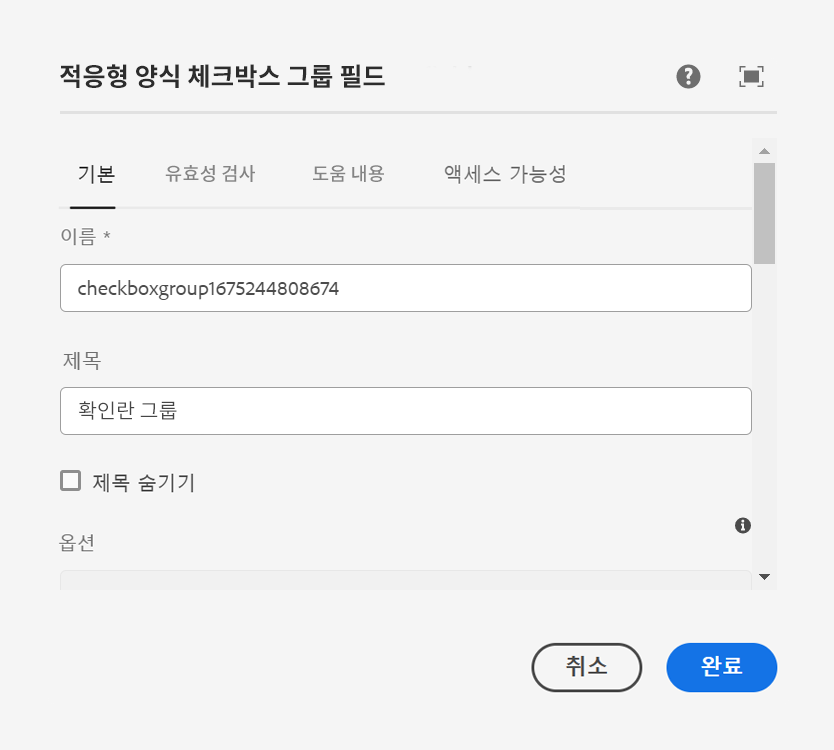 적응형 양식 체크박스 그룹 필드
기본 유효성 검사 도움 내용 액세스 가능성
이름 *
checkboxgroup1675244808674
제목
확인란 그룹
제목 숨기기
옵션
취소 완료